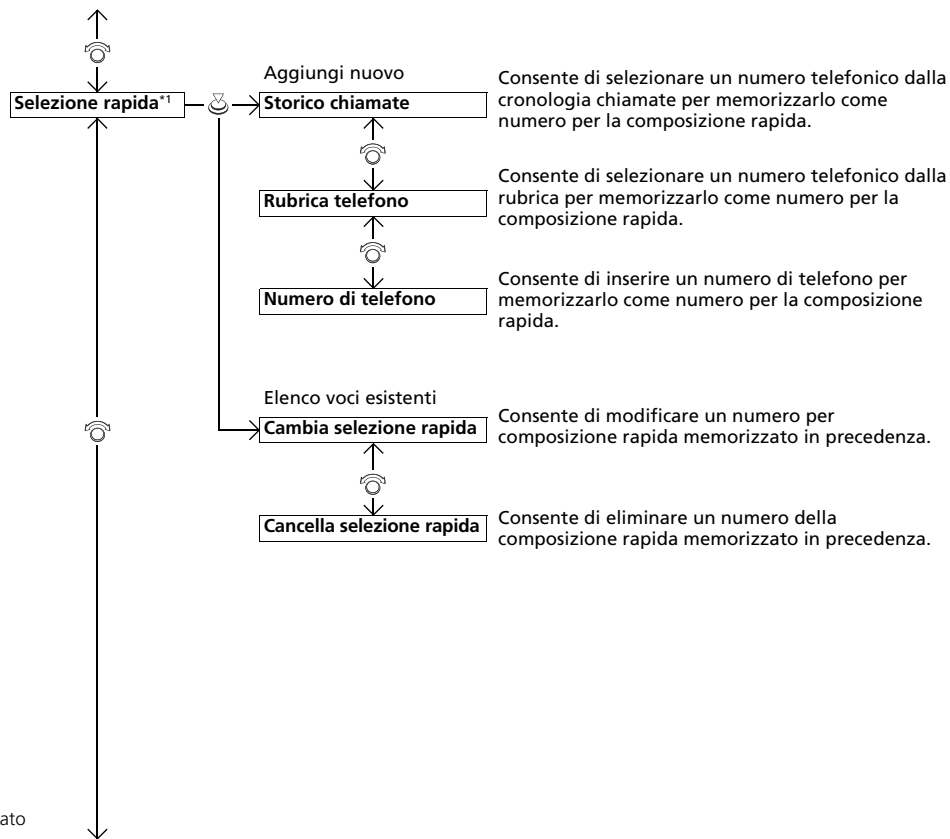 Aggiungi nuovo
Selezione rapida*1
Storico chiamate
Consente di selezionare un numero telefonico dalla
cronologia chiamate per memorizzarlo come
numero per la composizione rapida.
Rubrica telefono
Consente di selezionare un numero telefonico dalla
rubrica per memorizzarlo come numero per la
composizione rapida.
Numero di telefono
Consente di inserire un numero di telefono per
memorizzarlo come numero per la composizione
rapida.
Elenco voci esistenti
Cambia selezione rapida
Consente di modificare un numero per
composizione rapida memorizzato in precedenza.
Cancella selezione rapida
Consente di eliminare un numero della
composizione rapida memorizzato in precedenza.
ato